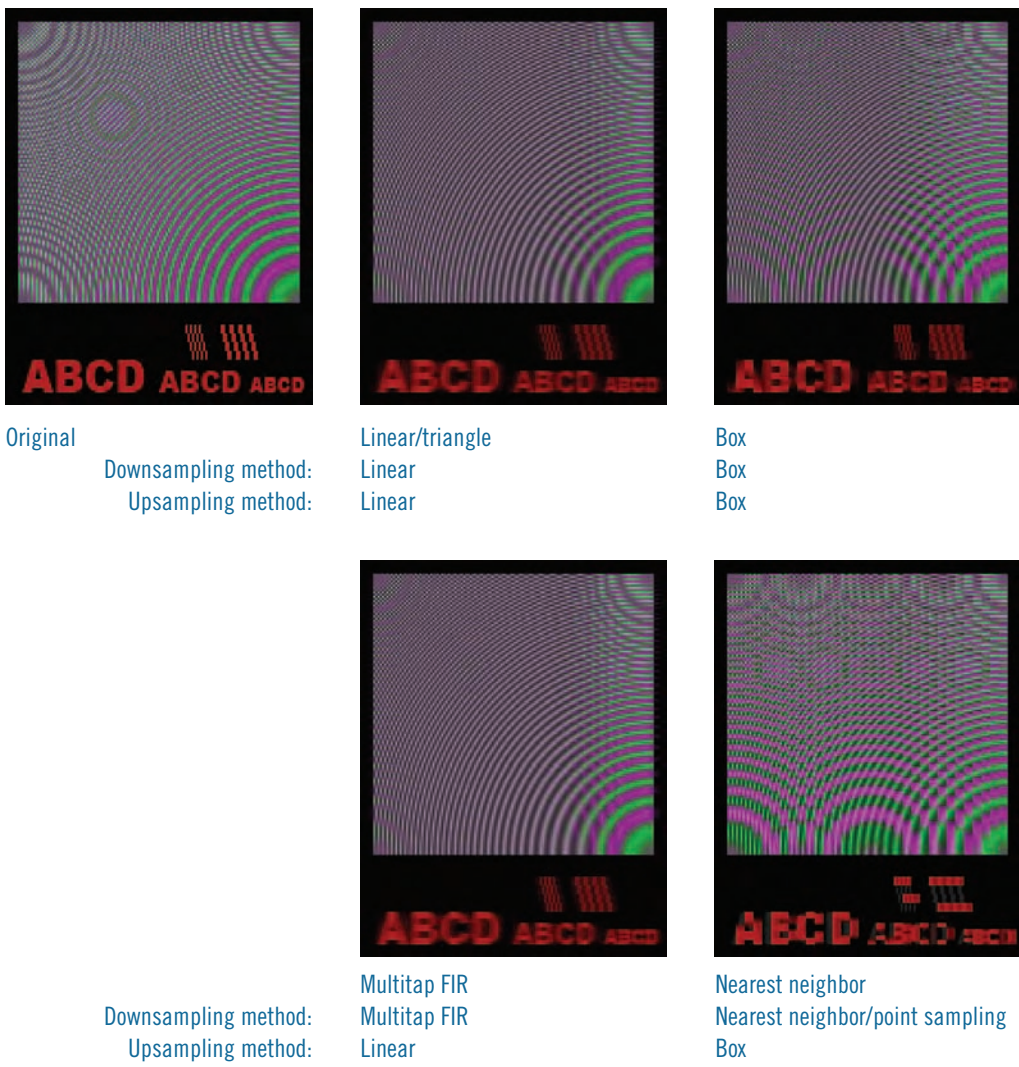 ABCD ABCD ABCD
ABCD ABCD ABCD
ABCD ABCD ABCD
Original
Linear/triangle
Box
Downsampling method:
Linear
Box
Upsampling method:
Linear
Box
ABCD ABCD ABCD
ABCD ABCD ABCD
Multitap FIR
Nearest neighbor
Downsampling method:
Multitap FIR
Nearest neighbor/point sampling
Upsampling method:
Linear
Box